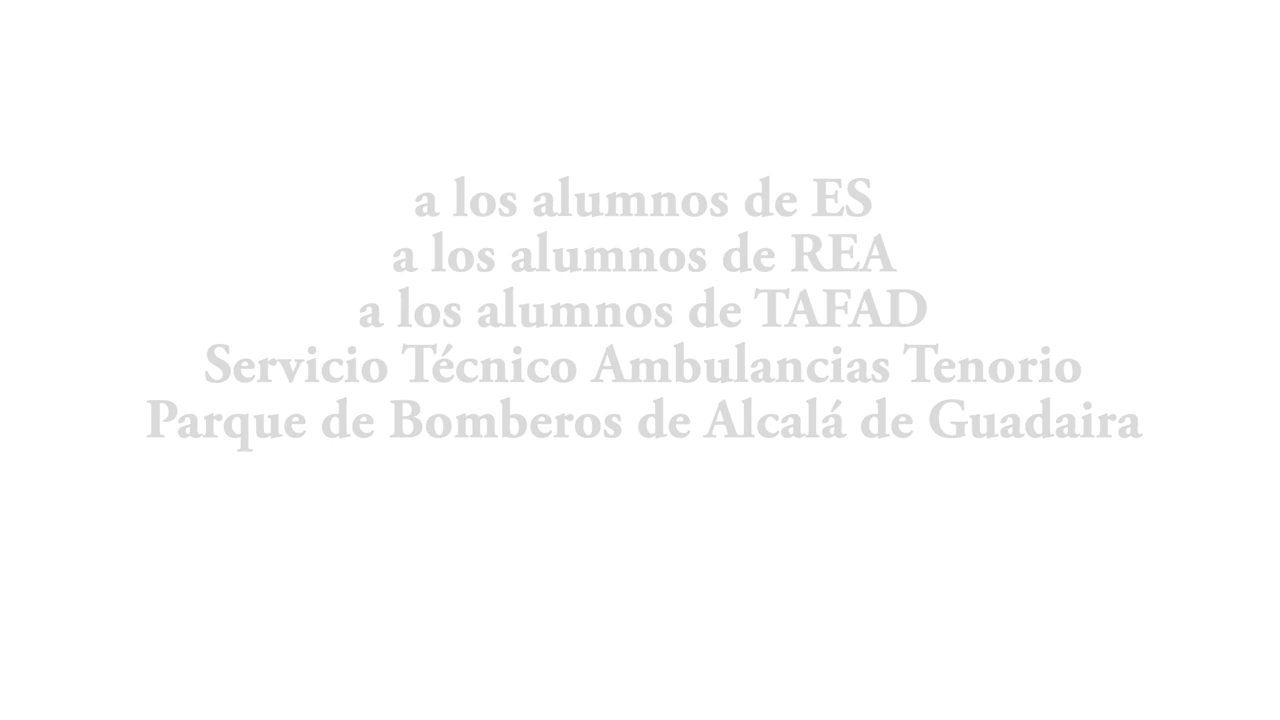 a los alumnos de ES
a los alumnos de REA
a los alumnos de TAFAD
Servicio Técnico Ambulancias Tenorio
Parque de Bomberos de Alcalá de Guadaira